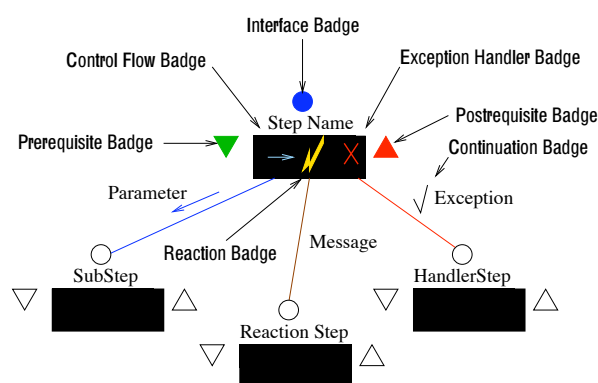 Interface Badge
Control Flow Badge
Exception Handler Badge
Step Name
Postrequisite Badge
Prerequisite Badge
Continuation Badge
Parameter
Exception
Reaction Badge
Message
SubStep
HandlerStep
Reaction Step